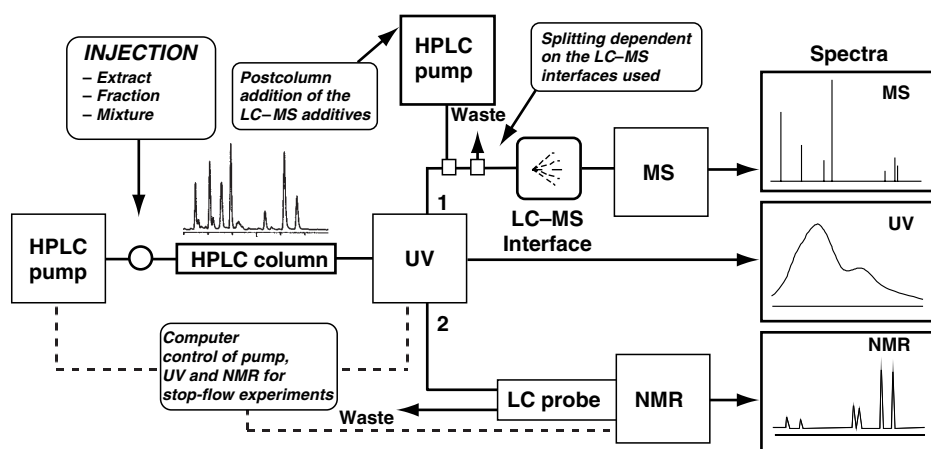 INJECTION
– Extract
– Fraction
– Mixture
Postcolumn
addition of the
LC–MS additives
HPLC
pump
Splitting dependent
on the LC–MS
interfaces used
Waste
Spectra
MS
MS
LC–MS
Interface
1
HPLC
pump
HPLC column
UV
UV
2
Computer
control of pump,
UV and NMR for
stop-flow experiments
Waste
LC probe
NMR
NMR